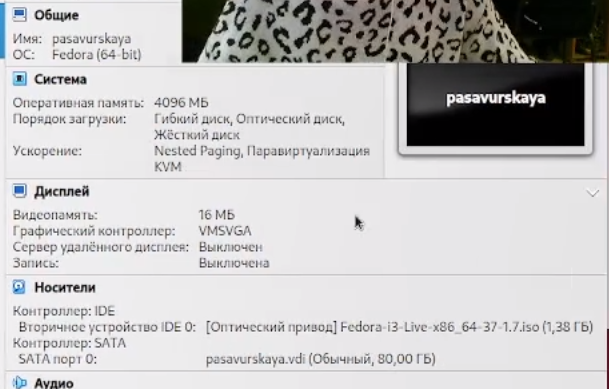 Общие
Имя: pasavurskaya
ОС: Fedora (64-bit)
Система
Оперативная память: 4096 МБ
Порядок загрузки: Гибкий диск, Оптический диск,
Жёсткий диск
Ускорение: Nested Paging, Паравиртуализация
KVM
pasavurskaya
Дисплей
Видеопамять: 16 МБ
Графический контроллер: VMSVGA
Сервер удалённого дисплея: Выключен
Запись: Выключена
Носители
Контроллер: IDE
Вторичное устройство IDE 0: [Оптический привод] Fedora-i3-Live-x86_64-37-1.7.iso (1,38 ГБ)
Контроллер: SATA
SATA порт 0: pasavurskaya.vdi (Обычный, 80,00 ГБ)
Аудио